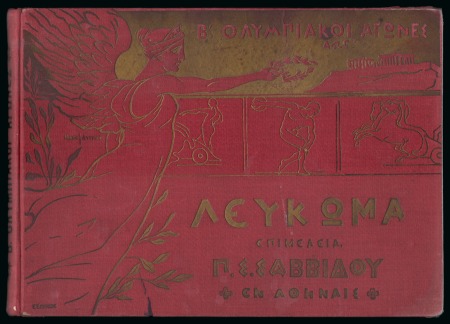 Β. ΟΛΥΜΠΙΑΚΟΙ ΑΓΩΝΕΣ
ΛΕΥΚΩΜΑ
ΕΠΙΜΕΛΕΙΑ
Π. Σ. ΣΑΒΒΙΔΟΥ
ΕΝ ΑΘΗΝΑΙΣ